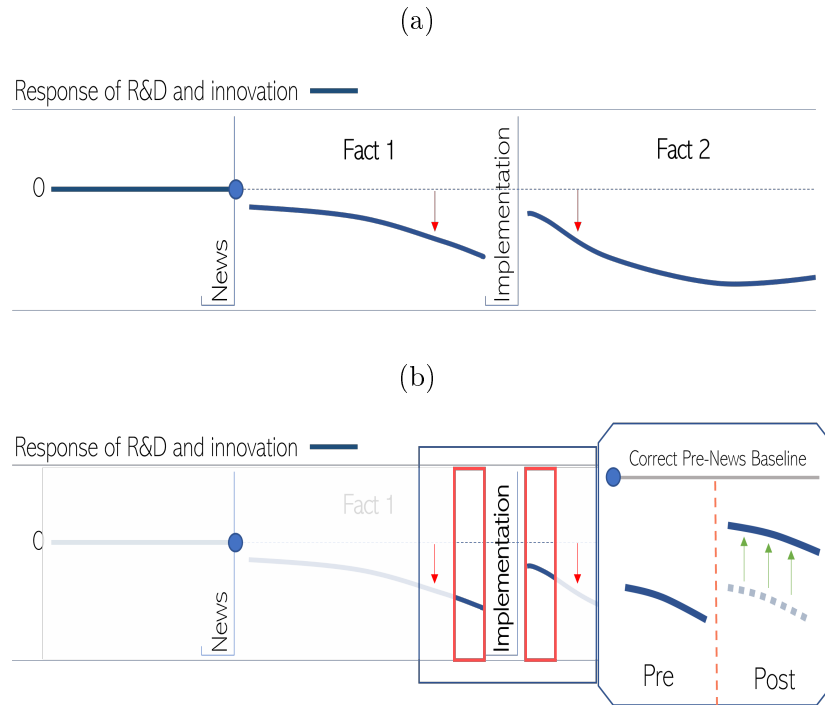 (a)
Response of R&D and innovation
Fact 1
Fact 2
0
News
Implementation
(b)
Response of R&D and innovation
Correct Pre-News Baseline
Fact 1
0
News
Implementation
Pre
Post